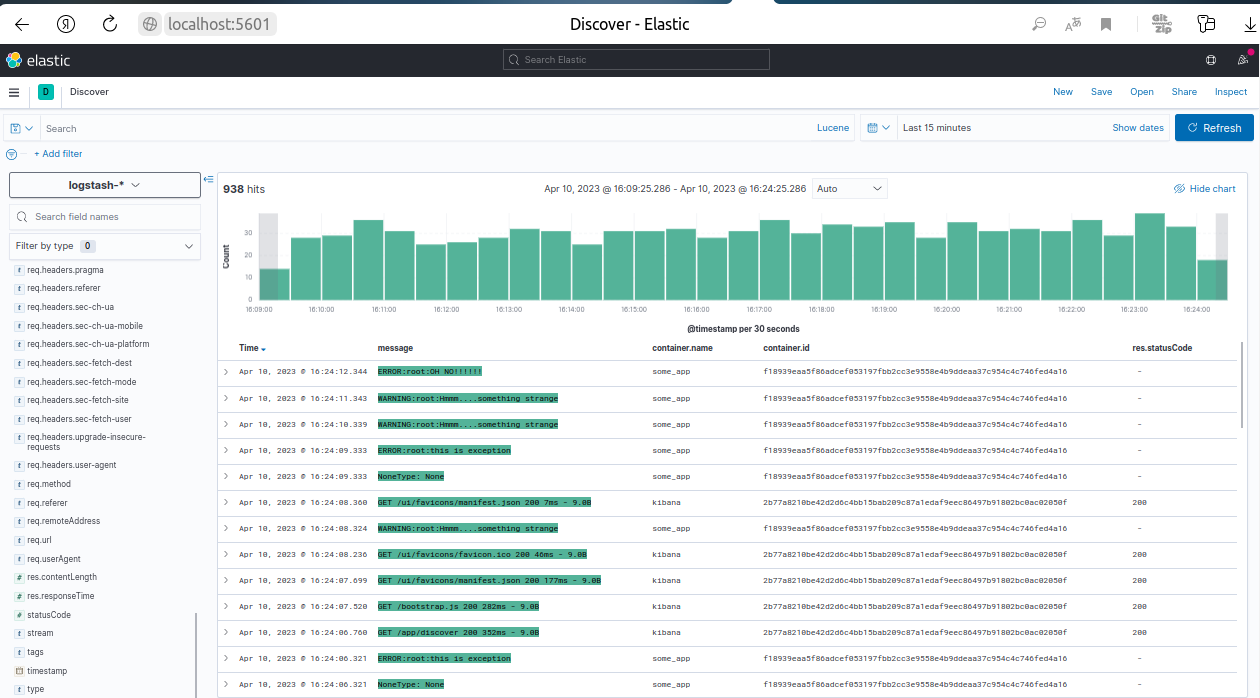 localhost:5601 Discover - Elastic
elastic Search Elastic
D Discover New Save Open Share Inspect
Search Lucene Last 15 minutes Show dates Refresh
+ Add filter
logstash-*
Search field names
Filter by type 0
req.headers.pragma
req.headers.referer
req.headers.sec-ch-ua
req.headers.sec-ch-ua-mobile
req.headers.sec-ch-ua-platform
req.headers.sec-fetch-dest
req.headers.sec-fetch-mode
req.headers.sec-fetch-site
req.headers.sec-fetch-user
req.headers.upgrade-insecure-
requests
req.headers.user-agent
req.method
req.referer
req.remoteAddress
req.url
req.userAgent
res.contentLength
res.responseTime
statusCode
stream
tags
timestamp
type
938 hits Apr 10, 2023 @ 16:09:25.286 - Apr 10, 2023 @ 16:24:25.286 Auto Hide chart
Count
30
20
10
0
16:09:00 16:10:00 16:11:00 16:12:00 16:13:00 16:14:00 16:15:00 16:16:00 16:17:00 16:18:00 16:19:00 16:20:00 16:21:00 16:22:00 16:23:00 16:24:00
@timestamp per 30 seconds
Time message container.name container.id res.statusCode
Apr 10, 2023 @ 16:24:12.344 ERROR:root:OH NO!!!!!! some_app f18939eaa5f86adcef053197fbb2cc3e9558e4b9ddeaa37c954c4c746fed4a16 -
Apr 10, 2023 @ 16:24:11.343 WARNING:root:Hmmm....something strange some_app f18939eaa5f86adcef053197fbb2cc3e9558e4b9ddeaa37c954c4c746fed4a16 -
Apr 10, 2023 @ 16:24:10.339 WARNING:root:Hmmm....something strange some_app f18939eaa5f86adcef053197fbb2cc3e9558e4b9ddeaa37c954c4c746fed4a16 -
Apr 10, 2023 @ 16:24:09.333 ERROR:root:this is exception some_app f18939eaa5f86adcef053197fbb2cc3e9558e4b9ddeaa37c954c4c746fed4a16 -
Apr 10, 2023 @ 16:24:09.333 NoneType: None some_app f18939eaa5f86adcef053197fbb2cc3e9558e4b9ddeaa37c954c4c746fed4a16 -
Apr 10, 2023 @ 16:24:08.360 GET /ui/favicons/manifest.json 200 7ms - 9.0B kibana 2b77a8210be42d2d6c4bb15bab209c87a1edaf9eec86497b91802bc0ac02050f 200
Apr 10, 2023 @ 16:24:08.324 WARNING:root:Hmmm....something strange some_app f18939eaa5f86adcef053197fbb2cc3e9558e4b9ddeaa37c954c4c746fed4a16 -
Apr 10, 2023 @ 16:24:08.236 GET /ui/favicons/favicon.ico 200 46ms - 9.0B kibana 2b77a8210be42d2d6c4bb15bab209c87a1edaf9eec86497b91802bc0ac02050f 200
Apr 10, 2023 @ 16:24:07.699 GET /ui/favicons/manifest.json 200 177ms - 9.0B kibana 2b77a8210be42d2d6c4bb15bab209c87a1edaf9eec86497b91802bc0ac02050f 200
Apr 10, 2023 @ 16:24:07.520 GET /bootstrap.js 200 282ms - 9.0B kibana 2b77a8210be42d2d6c4bb15bab209c87a1edaf9eec86497b91802bc0ac02050f 200
Apr 10, 2023 @ 16:24:06.760 GET /app/discover 200 352ms - 9.0B kibana 2b77a8210be42d2d6c4bb15bab209c87a1edaf9eec86497b91802bc0ac02050f 200
Apr 10, 2023 @ 16:24:06.321 ERROR:root:this is exception some_app f18939eaa5f86adcef053197fbb2cc3e9558e4b9ddeaa37c954c4c746fed4a16 -
Apr 10, 2023 @ 16:24:06.321 NoneType: None some_app f18939eaa5f86adcef053197fbb2cc3e9558e4b9ddeaa37c954c4c746fed4a16 -